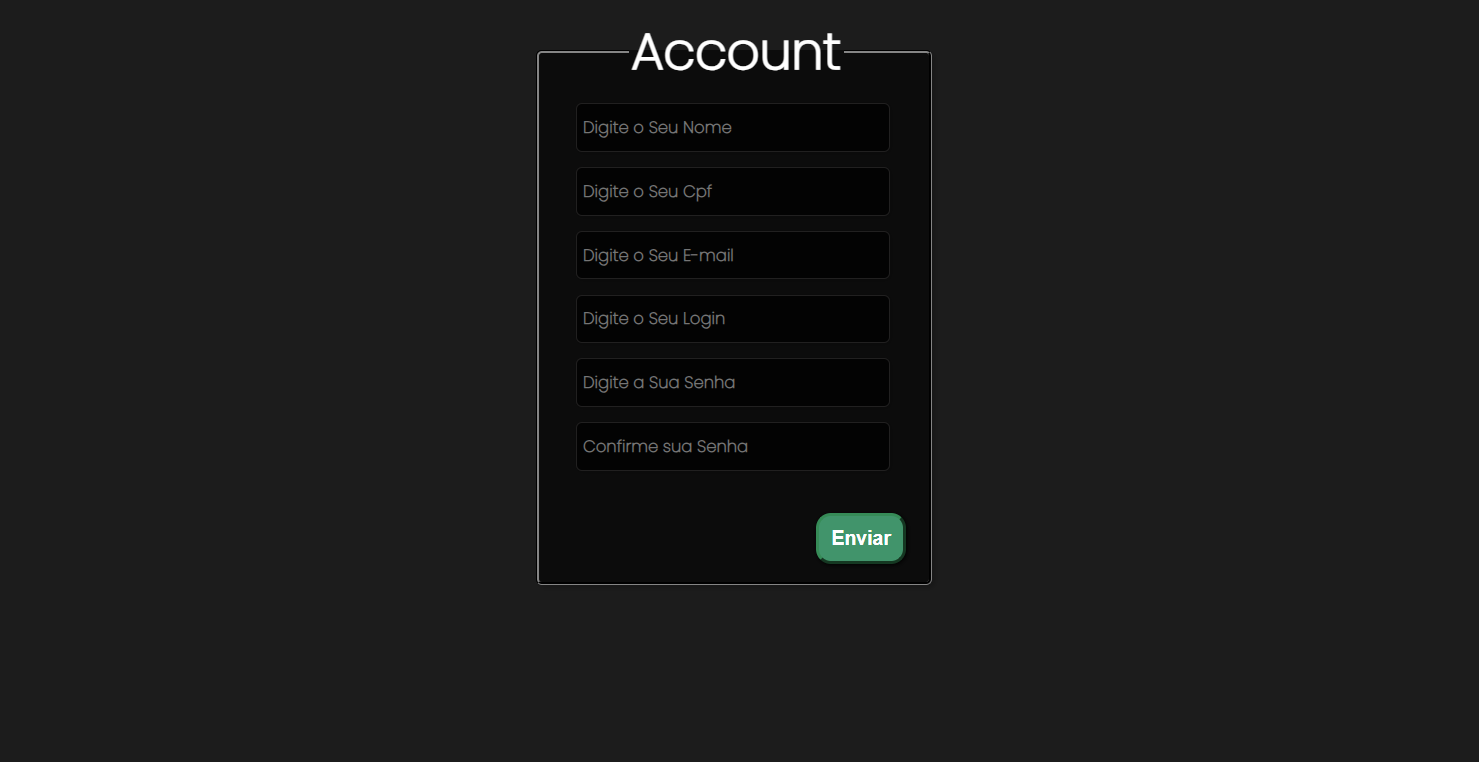 Account
Digite o Seu Nome
Digite o Seu Cpf
Digite o Seu E-mail
Digite o Seu Login
Digite a Sua Senha
Confirme sua Senha
Enviar